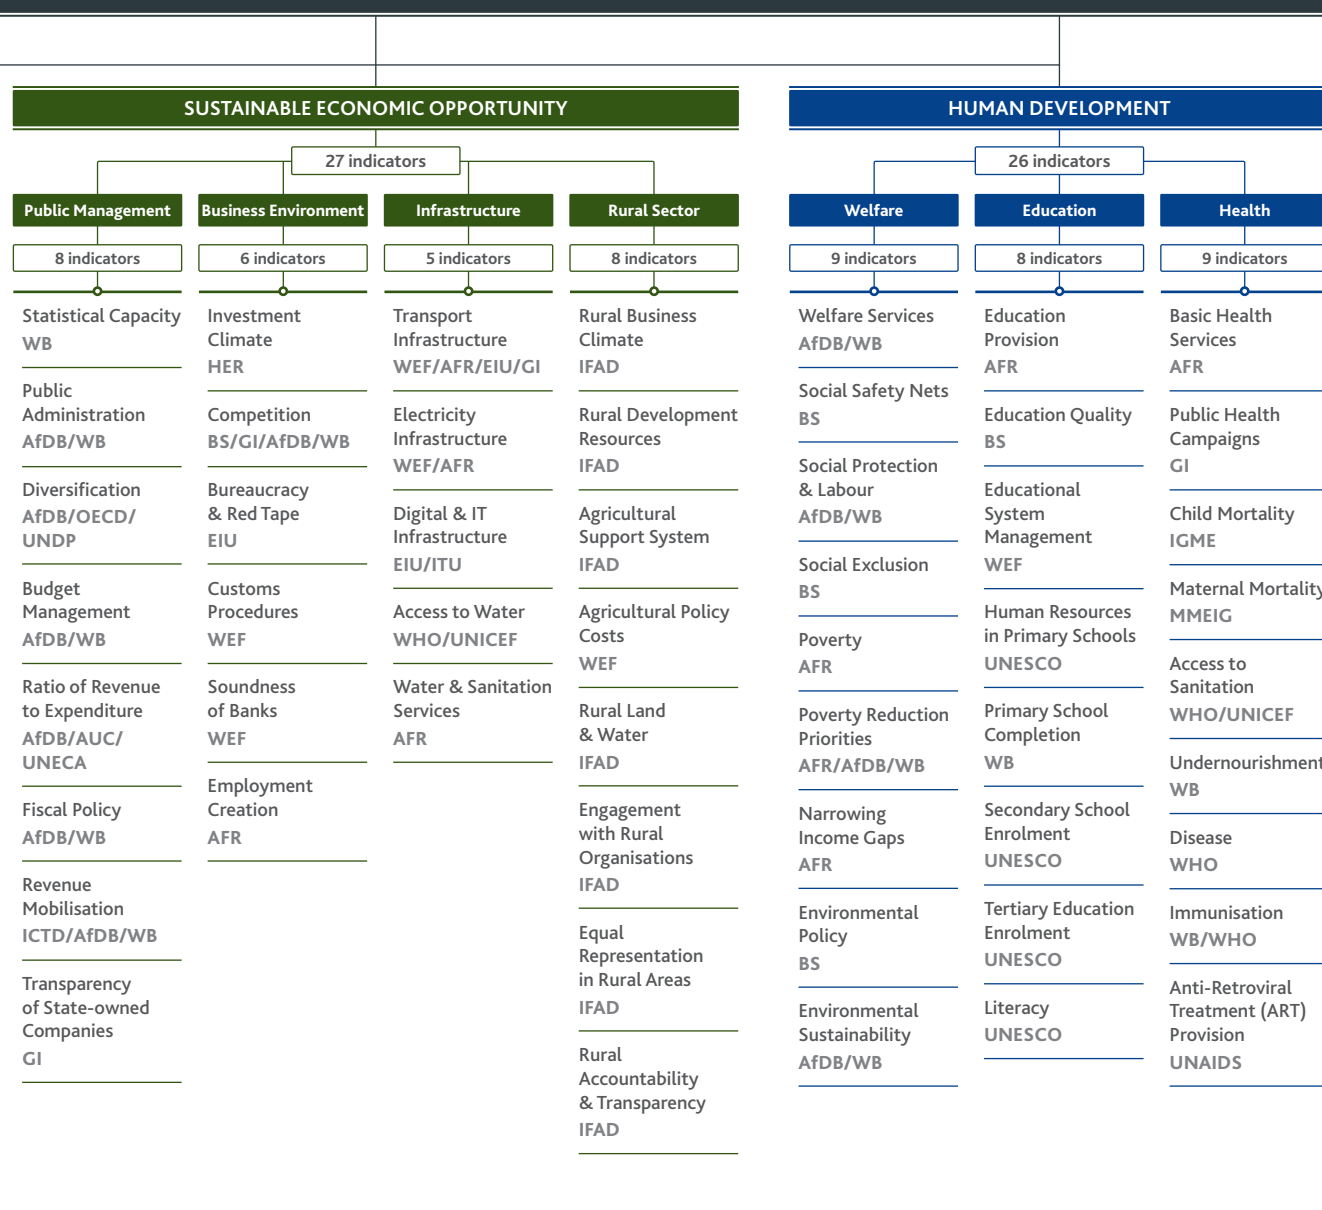 SUSTAINABLE ECONOMIC OPPORTUNITY
27 indicators
Public Management
8 indicators
Statistical Capacity
WB
Public
Administration
AfDB/WB
Diversification
AfDB/OECD/
UNDP
Budget
Management
AfDB/WB
Ratio of Revenue
to Expenditure
AfDB/AUC/
UNECA
Fiscal Policy
AfDB/WB
Revenue
Mobilisation
ICTD/AfDB/WB
Transparency
of State-owned
Companies
GI
Business Environment
6 indicators
Investment
Climate
HER
Competition
BS/GI/AfDB/WB
Bureaucracy
& Red Tape
EIU
Customs
Procedures
WEF
Soundness
of Banks
WEF
Employment
Creation
AFR
Infrastructure
5 indicators
Transport
Infrastructure
WEF/AFR/EIU/GI
Electricity
Infrastructure
WEF/AFR
Digital & IT
Infrastructure
EIU/ITU
Access to Water
WHO/UNICEF
Water & Sanitation
Services
AFR
Rural Sector
8 indicators
Rural Business
Climate
IFAD
Rural Development
Resources
IFAD
Agricultural
Support System
IFAD
Agricultural Policy
Costs
WEF
Rural Land
& Water
IFAD
Engagement
with Rural
Organisations
IFAD
Equal
Representation
in Rural Areas
IFAD
Rural
Accountability
& Transparency
IFAD
HUMAN DEVELOPMENT
26 indicators
Welfare
9 indicators
Welfare Services
AfDB/WB
Social Safety Nets
BS
Social Protection
& Labour
AfDB/WB
Social Exclusion
BS
Poverty
AFR
Poverty Reduction
Priorities
AFR/AfDB/WB
Narrowing
Income Gaps
AFR
Environmental
Policy
BS
Environmental
Sustainability
AfDB/WB
Education
8 indicators
Education
Provision
AFR
Education Quality
BS
Educational
System
Management
WEF
Human Resources
in Primary Schools
UNESCO
Primary School
Completion
WB
Secondary School
Enrolment
UNESCO
Tertiary Education
Enrolment
UNESCO
Literacy
UNESCO
Health
9 indicators
Basic Health
Services
AFR
Public Health
Campaigns
GI
Child Mortality
IGME
Maternal Mortality
MMEIG
Access to
Sanitation
WHO/UNICEF
Undernourishment
WB
Disease
WHO
Immunisation
WB/WHO
Anti-Retroviral
Treatment (ART)
Provision
UNAIDS